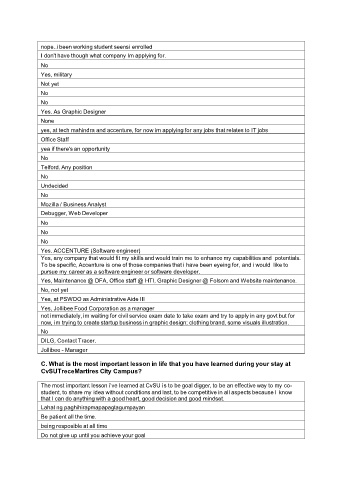 nope..i been working student seensi enrolled
I don't have though what company im applying for.
No
Yes, military
Not yet
No
No
Yes. As Graphic Designer
None
yes, at tech mahindra and accenture, for now im applying for any jobs that relates to IT jobs
Office Staff
yea if there's an opportunity
No
Telford. Any position
No
Undecided
No
Mozilla / Business Analyst
Debugger, Web Developer
No
No
No
Yes. ACCENTURE (Software engineer)
Yes, any company that would fit my skills and would train me to enhance my capabilities and potentials.
To be specific, Accenture is one of those companies that i have been eyeing for, and i would like to
pursue my career as a software engineer or software developer.
Yes, Maintenance @ DFA, Office staff @ HTI, Graphic Designer @ Folsom and Website maintenance.
No, not yet
Yes, at PSWDO as Administrative Aide III
Yes, Jollibee Food Corporation as a manager
not immediately, im waiting for civil service exam date to take exam and try to apply in any govt but for
now, im trying to create startup business in graphic design; clothing brand, some visuals illustration.
No
DILG, Contact Tracer.
Jollibee - Manager
C. What is the most important lesson in life that you have learned during your stay at
CvSUTreceMartires City Campus?
The most important lesson i've learned at CvSU is to be goal digger, to be an effective way to my co-
student, to share my idea without conditions and last, to be competitive in all aspects because I know
that I can do anything with a good heart, good decision and good mindset.
Lahat ng paghihirapmapapaglagumpayan
Be patient all the time.
being resposible at all time
Do not give up until you achieve your goal